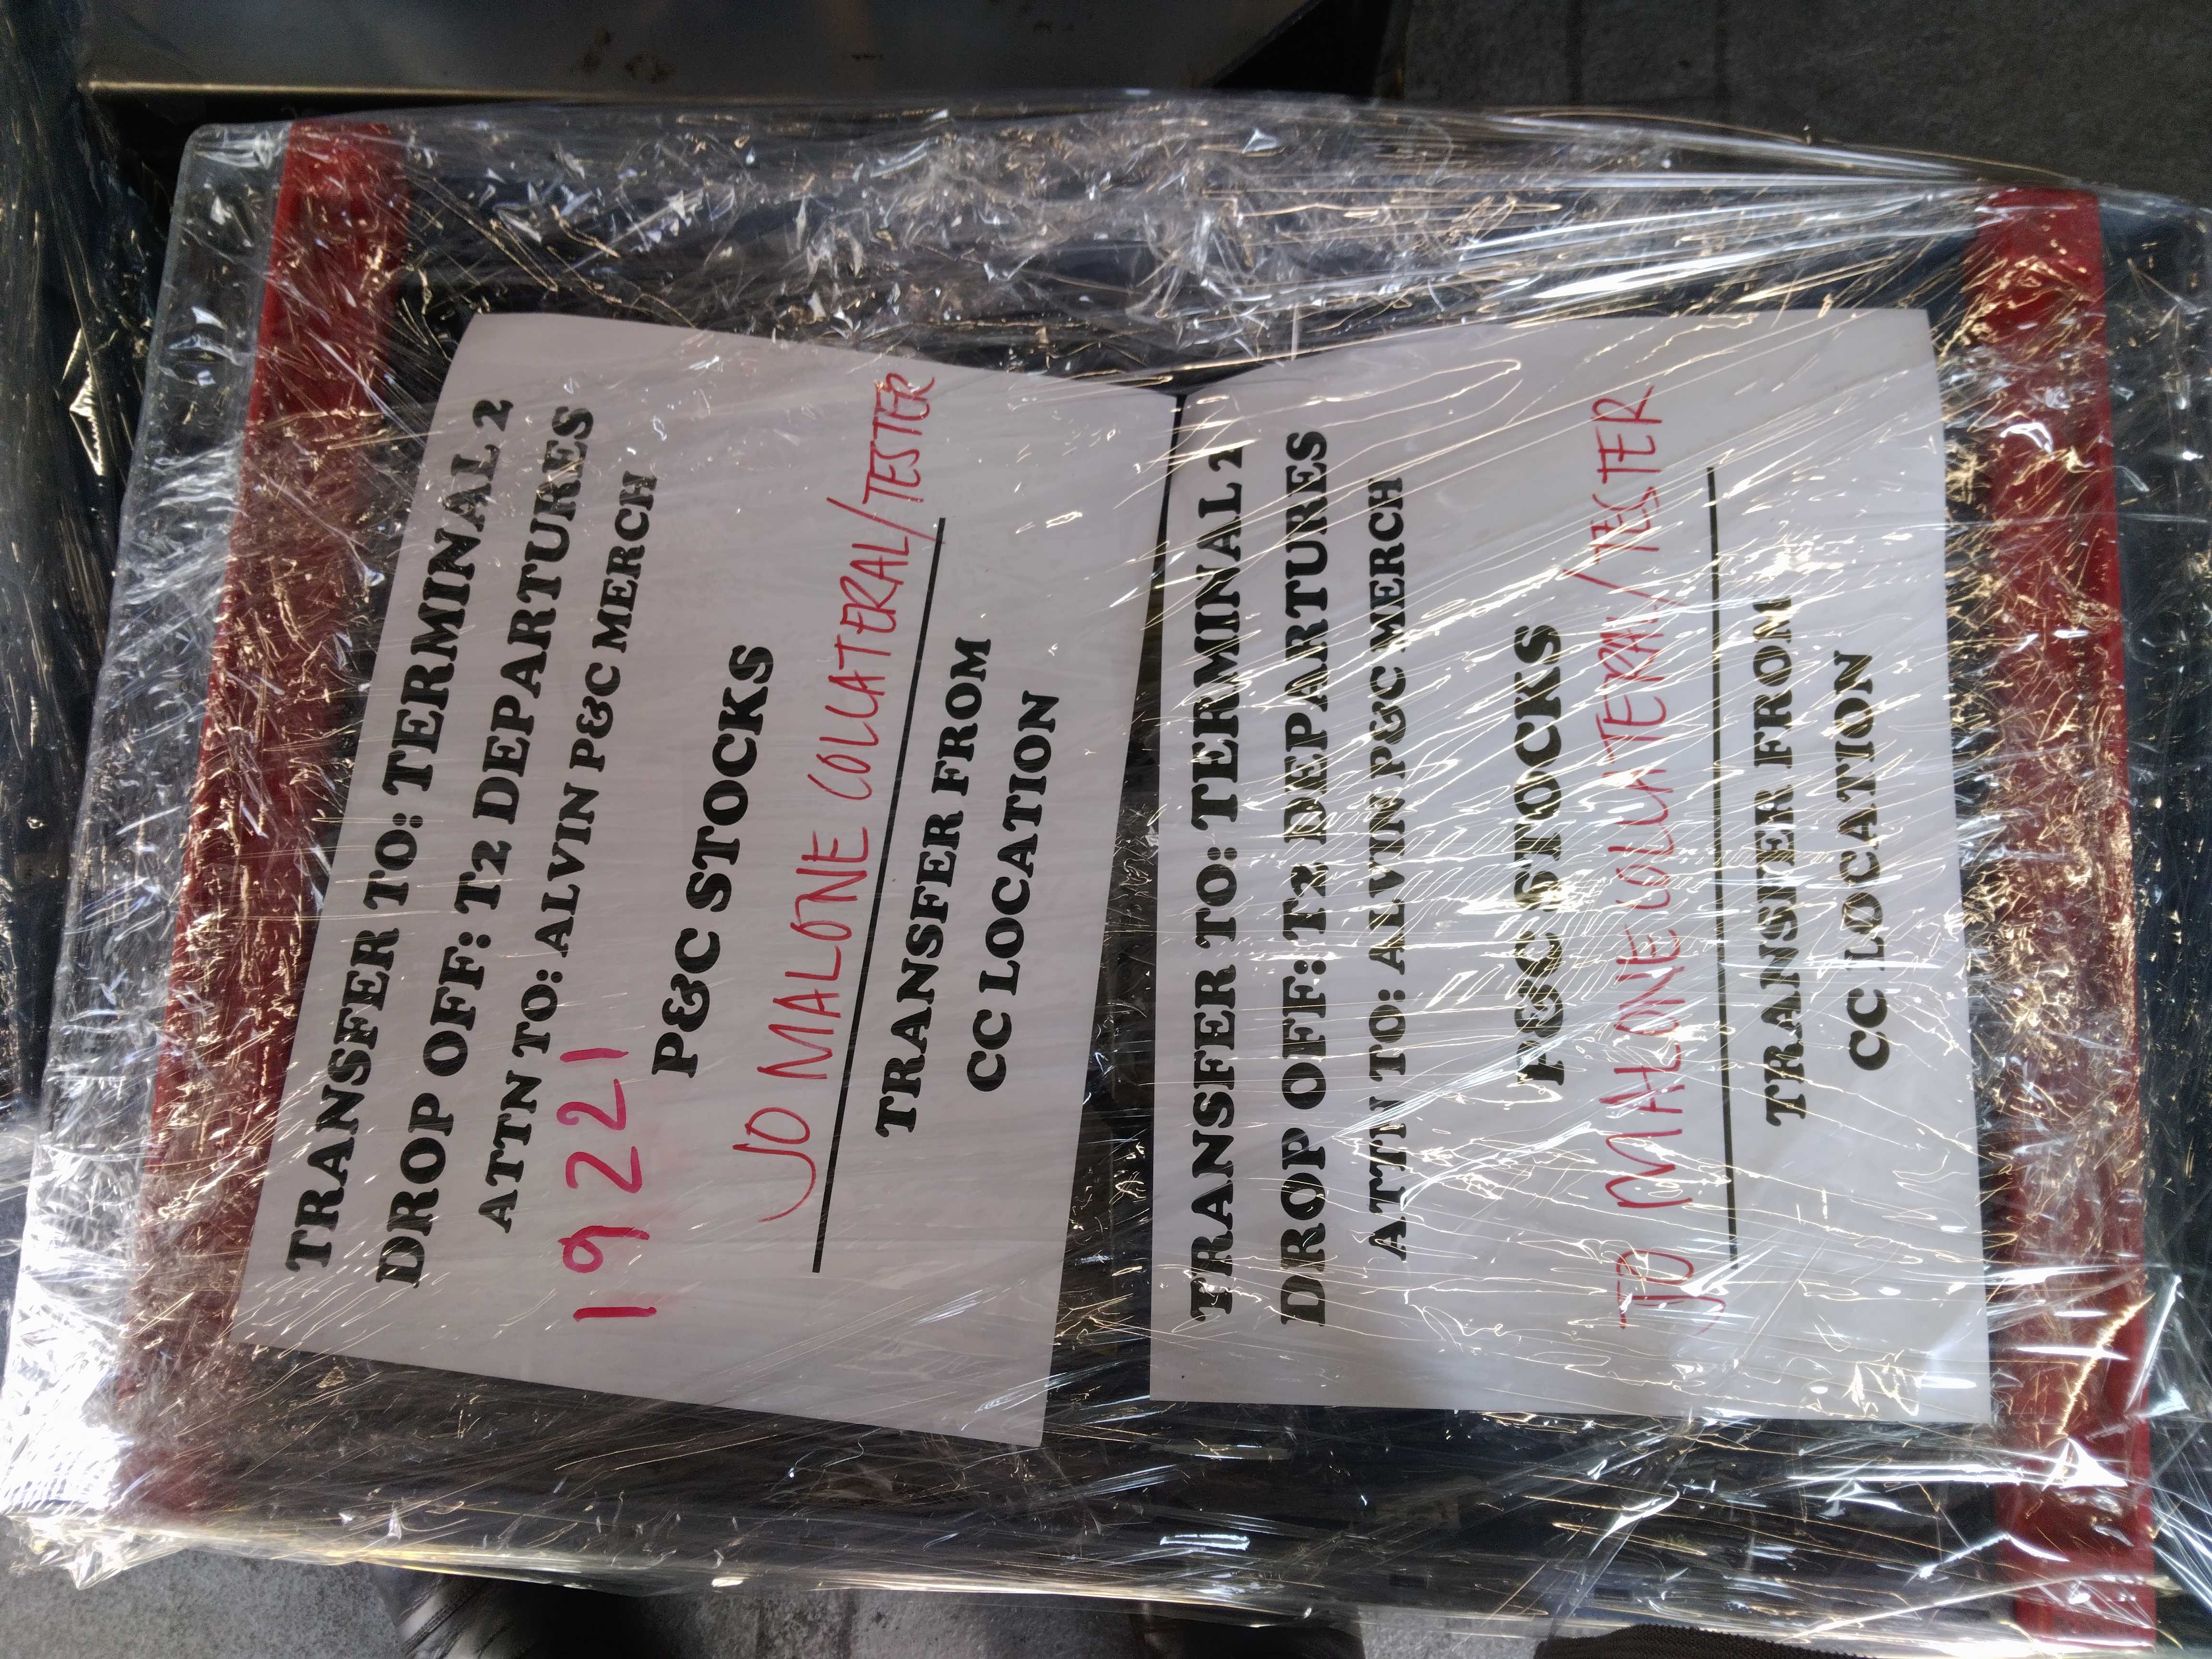 TRANSFER TO: TERMINAL 2
DROP OFF: T2 DEPARTURES
ATTN TO: ALVIN P&C MERCH
19221
P&C STOCKS
JO MALONE COLLATERAL/TESTER
TRANSFER FROM
CC LOCATION
TRANSFER TO: TERMINAL 2
DROP OFF: T2 DEPARTURES
ATTN TO: ALVIN P&C MERCH
P&C STOCKS
JO MALONE COLLATERAL/TESTER
TRANSFER FROM
CC LOCATION